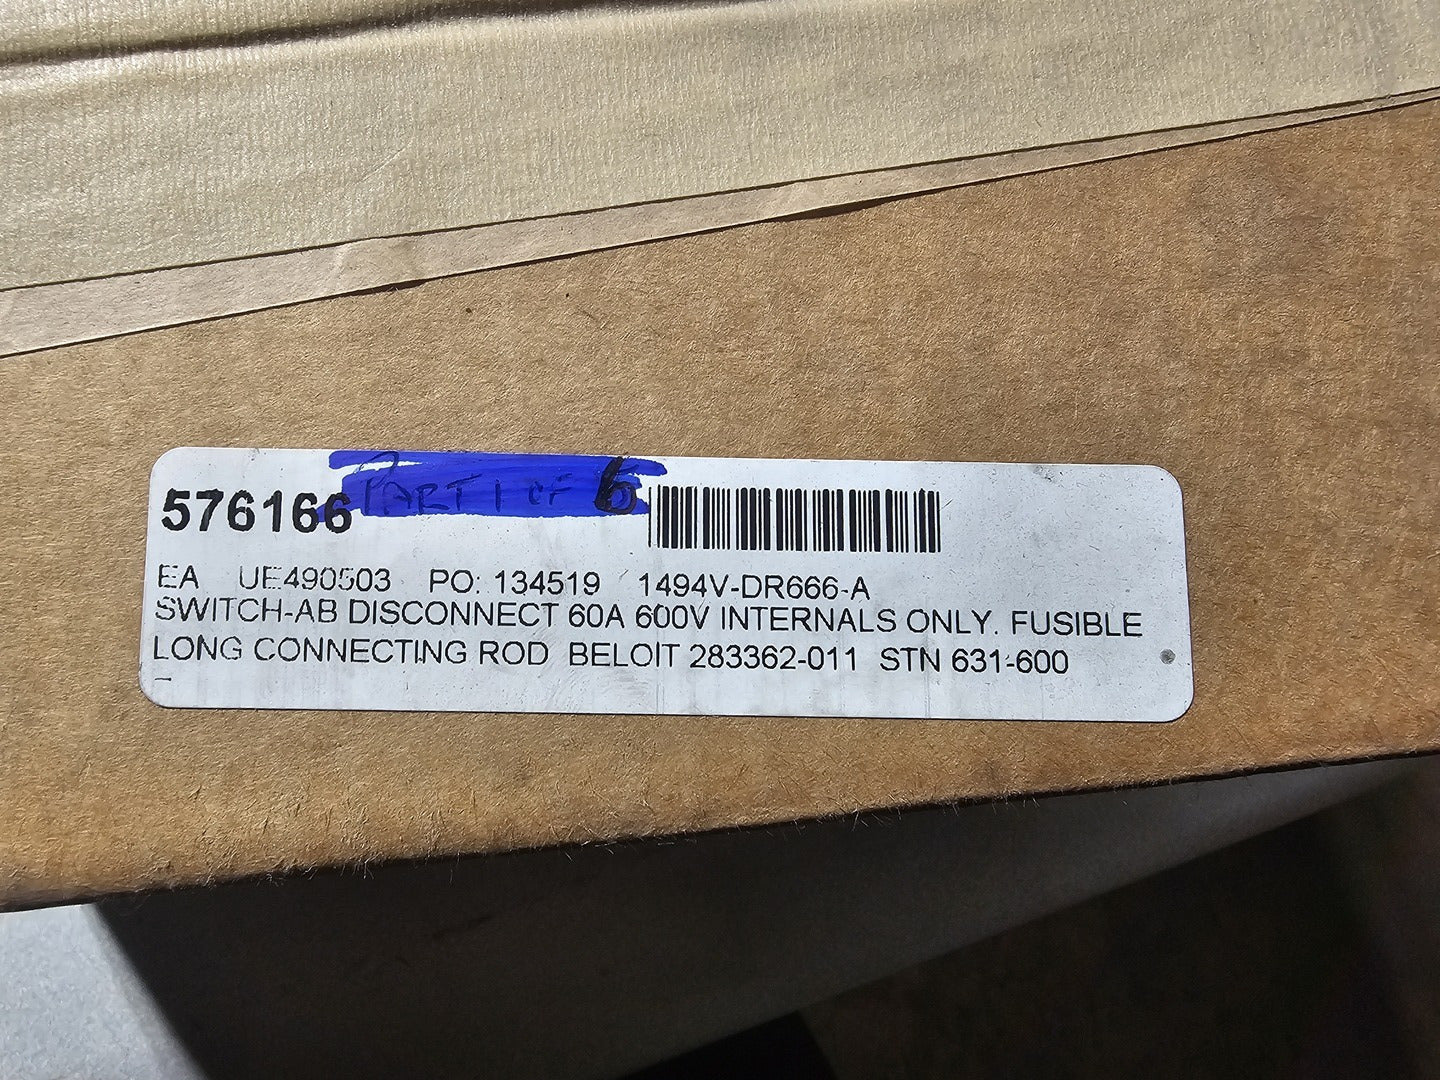 576166 PART 1 OF 6
EA UE490503 PO: 134519 1494V-DR666-A
SWITCH-AB DISCONNECT 60A 600V INTERNALS ONLY. FUSIBLE
LONG CONNECTING ROD BELOIT 283362-011 STN 631-600
–